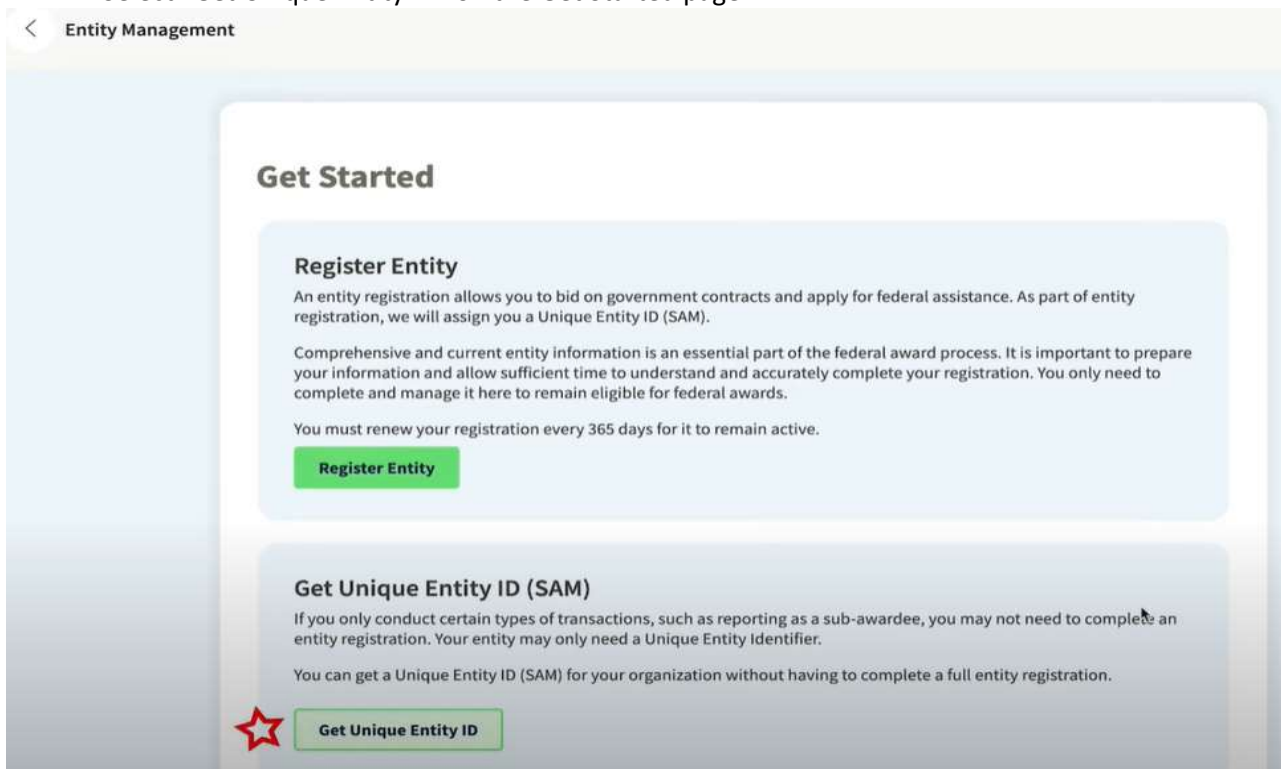 Entity Management
Get Started
Register Entity
An entity registration allows you to bid on government contracts and apply for federal assistance. As part of entity
registration, we will assign you a Unique Entity ID (SAM).
Comprehensive and current entity information is an essential part of the federal award process. It is important to prepare
your information and allow sufficient time to understand and accurately complete your registration. You only need to
complete and manage it here to remain eligible for federal awards.
You must renew your registration every 365 days for it to remain active.
Register Entity
Get Unique Entity ID (SAM)
If you only conduct certain types of transactions, such as reporting as a sub-awardee, you may not need to complete an
entity registration. Your entity may only need a Unique Entity Identifier.
You can get a Unique Entity ID (SAM) for your organization without having to complete a full entity registration.
Get Unique Entity ID